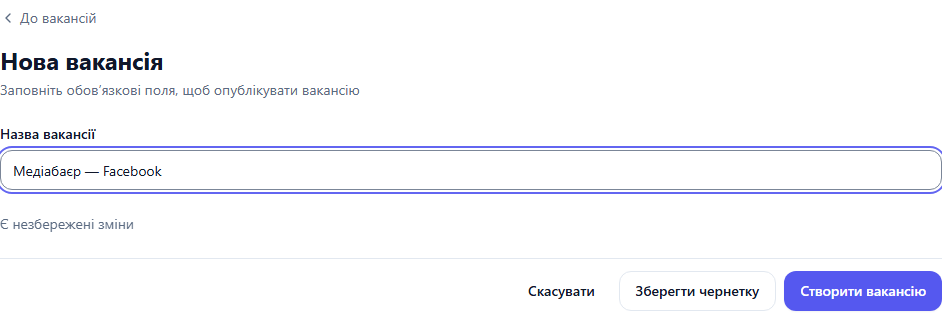 До вакансій
Нова вакансія
Заповніть обов’язкові поля, щоб опублікувати вакансію
Назва вакансії
Медіабаєр — Facebook
Є незбережені зміни
Скасувати
Зберегти чернетку
Створити вакансію